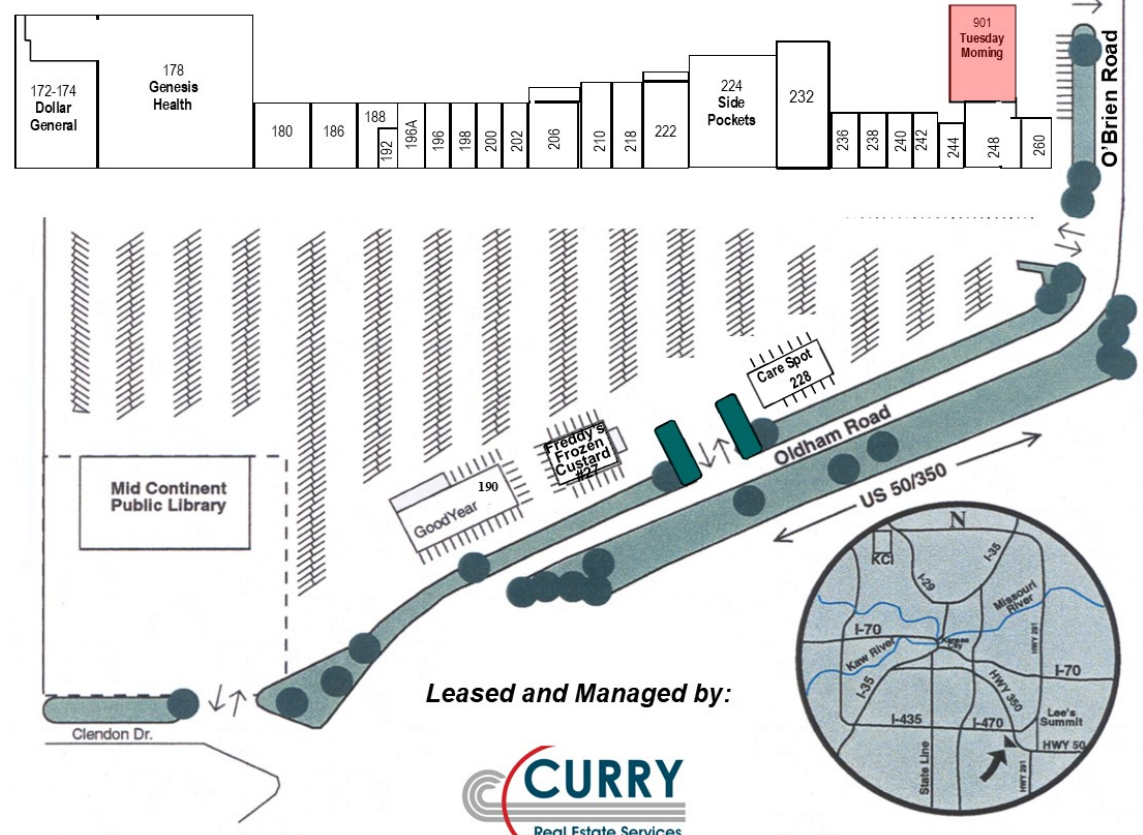 901
Tuesday
Morning
O'Brien Road
172-174
Dollar
General
178
Genesis
Health
180
186
188
192
196A
196
198
200
202
206
210
218
222
224
Side
Pockets
232
236
238
240
242
244
248
260
Care Spot
228
Freddy's
Frozen
Custard
#27
190
GoodYear
Oldham Road
US 50/350
Mid Continent
Public Library
Clendon Dr.
Leased and Managed by:
CURRY
Real Estate Services
N
KCI
I-29
I-35
Missouri
River
I-70
Kaw River
Kansas
City
HWY 291
I-70
I-35
HWY 350
I-435
I-470
Lee's
Summit
HWY 50
State Line
HWY 291